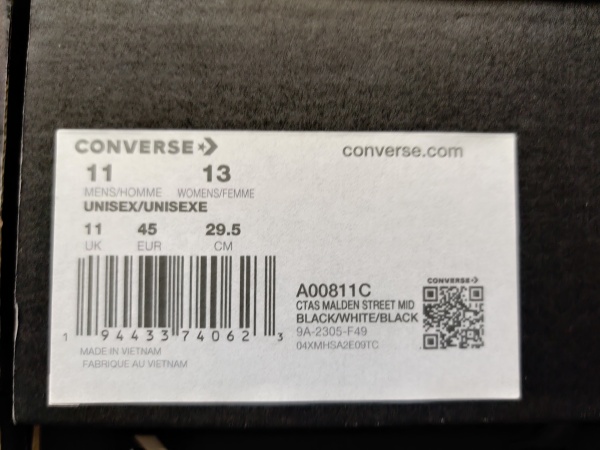 CONVERSE
converse.com
11 13
MENS/HOMME WOMENS/FEMME
UNISEX/UNISEXE
11 45 29.5
UK EUR CM
1 94433 74062 3
MADE IN VIETNAM
FABRIQUE AU VIETNAM
A00811C
CTAS MALDEN STREET MID
BLACK/WHITE/BLACK
9A-2305-F49
04XMHSA2E09TC
CONVERSE